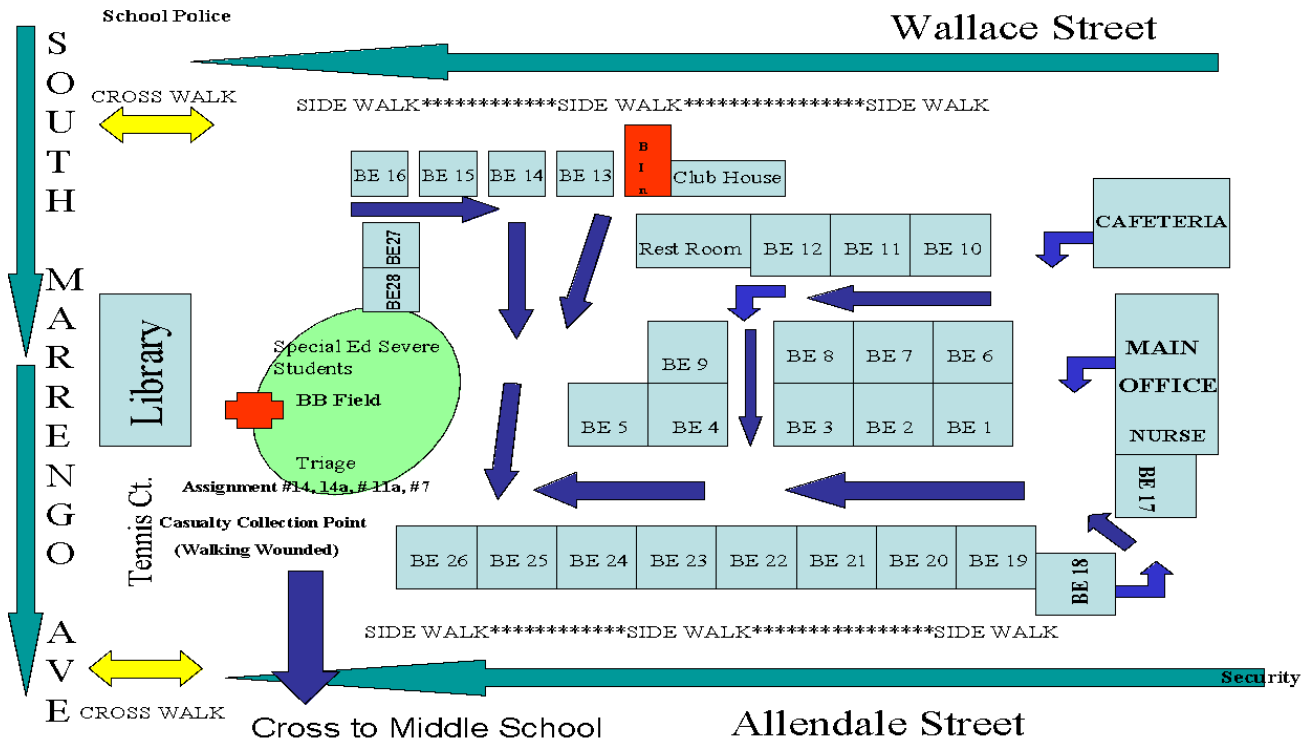 School Police
Wallace Street
SOUTH MARRENGO AVE
CROSS WALK
SIDE WALK************SIDE WALK****************SIDE WALK
BIn
BE 16
BE 15
BE 14
BE 13
Club House
CAFETERIA
BE27
BE28
Rest Room
BE 12
BE 11
BE 10
Library
Special Ed Severe
Students
BB Field
Triage
BE 9
BE 8
BE 7
BE 6
MAIN
OFFICE
NURSE
BE 5
BE 4
BE 3
BE 2
BE 1
BE 17
Assignment #14, 14a, # 11a, #7
Tennis Ct.
Casualty Collection Point
(Walking Wounded)
BE 26
BE 25
BE 24
BE 23
BE 22
BE 21
BE 20
BE 19
BE 18
SIDE WALK************SIDE WALK****************SIDE WALK
Security
CROSS WALK
Cross to Middle School
Allendale Street